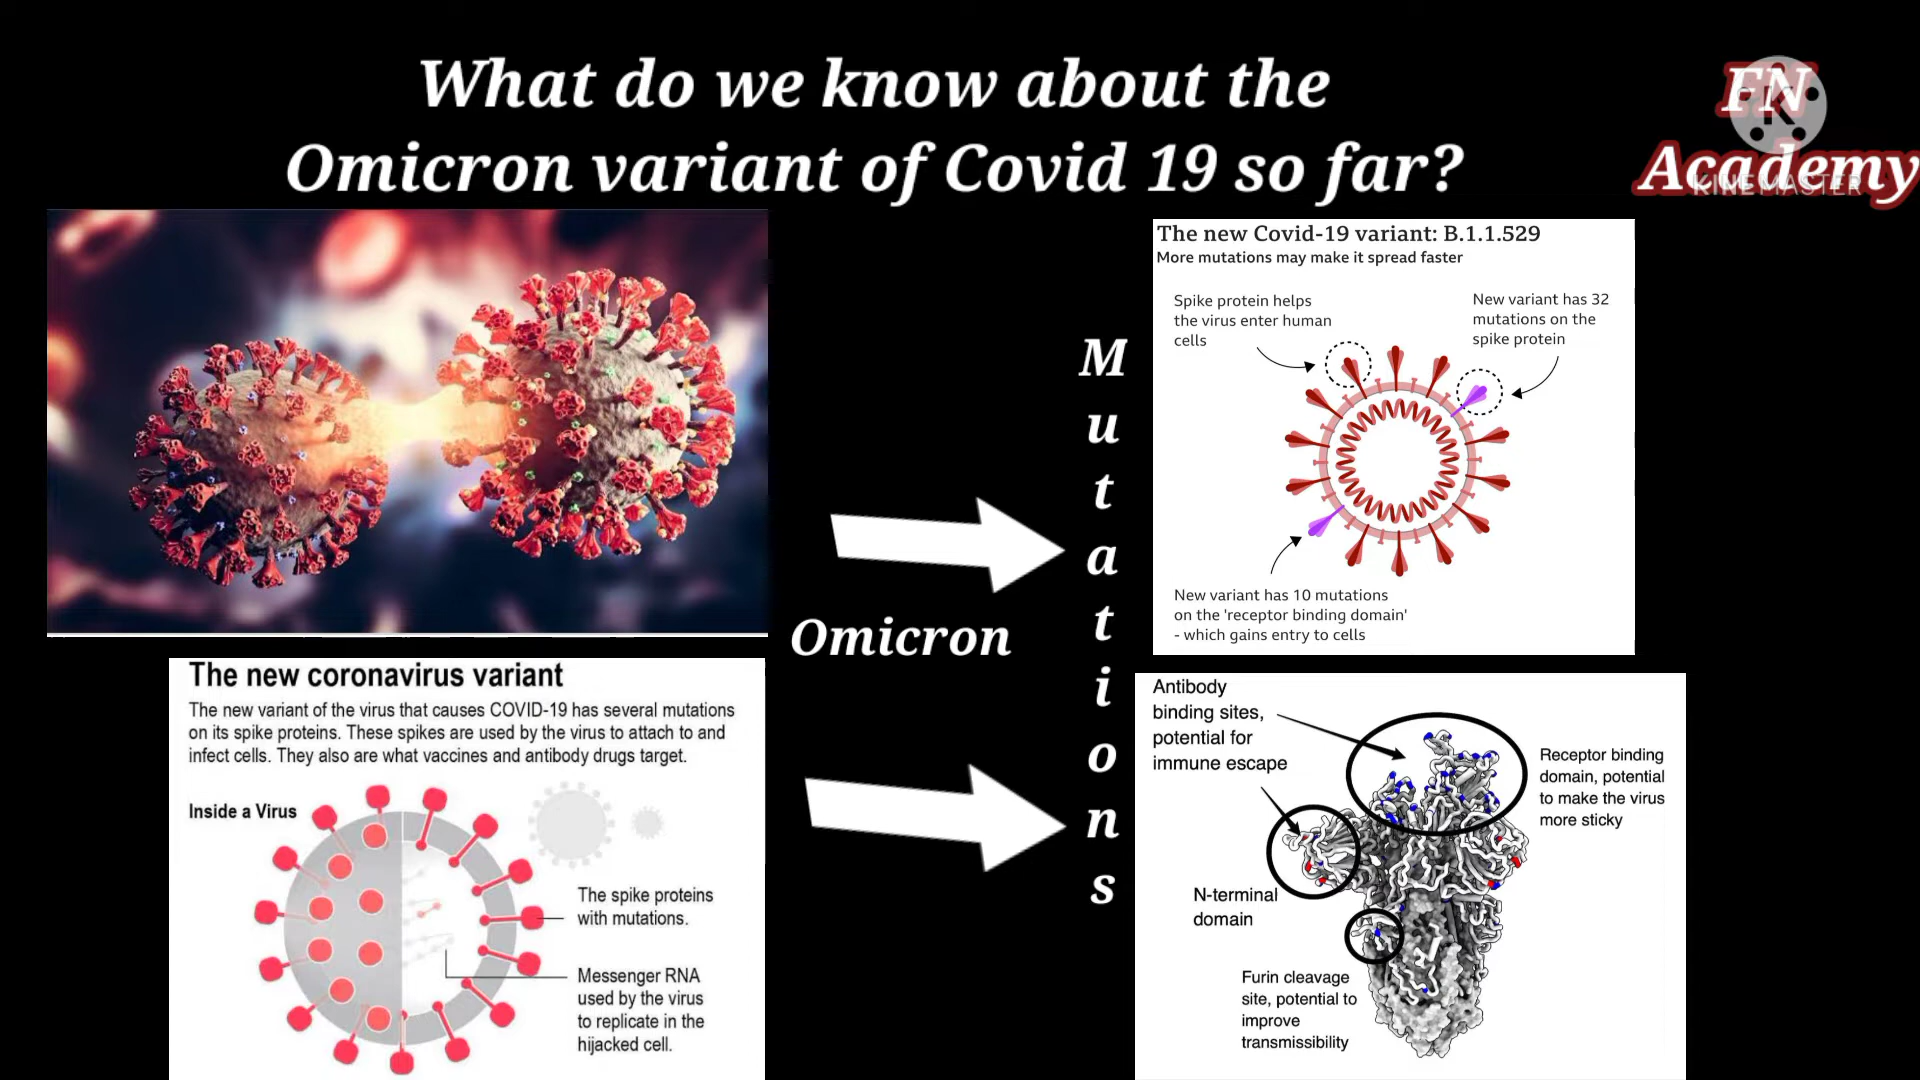 What do we know about the
Omicron variant of Covid 19 so far?
FN
Academy
KINEMASTER
The new Covid-19 variant: B.1.1.529
More mutations may make it spread faster
Spike protein helps
the virus enter human
cells
New variant has 32
mutations on the
spike protein
New variant has 10 mutations
on the 'receptor binding domain'
- which gains entry to cells
Omicron
M
u
t
a
t
i
o
n
s
The new coronavirus variant
The new variant of the virus that causes COVID-19 has several mutations
on its spike proteins. These spikes are used by the virus to attach to and
infect cells. They also are what vaccines and antibody drugs target.
Inside a Virus
The spike proteins
with mutations.
Messenger RNA
used by the virus
to replicate in the
hijacked cell.
Antibody
binding sites,
potential for
immune escape
Receptor binding
domain, potential
to make the virus
more sticky
N-terminal
domain
Furin cleavage
site, potential to
improve
transmissibility